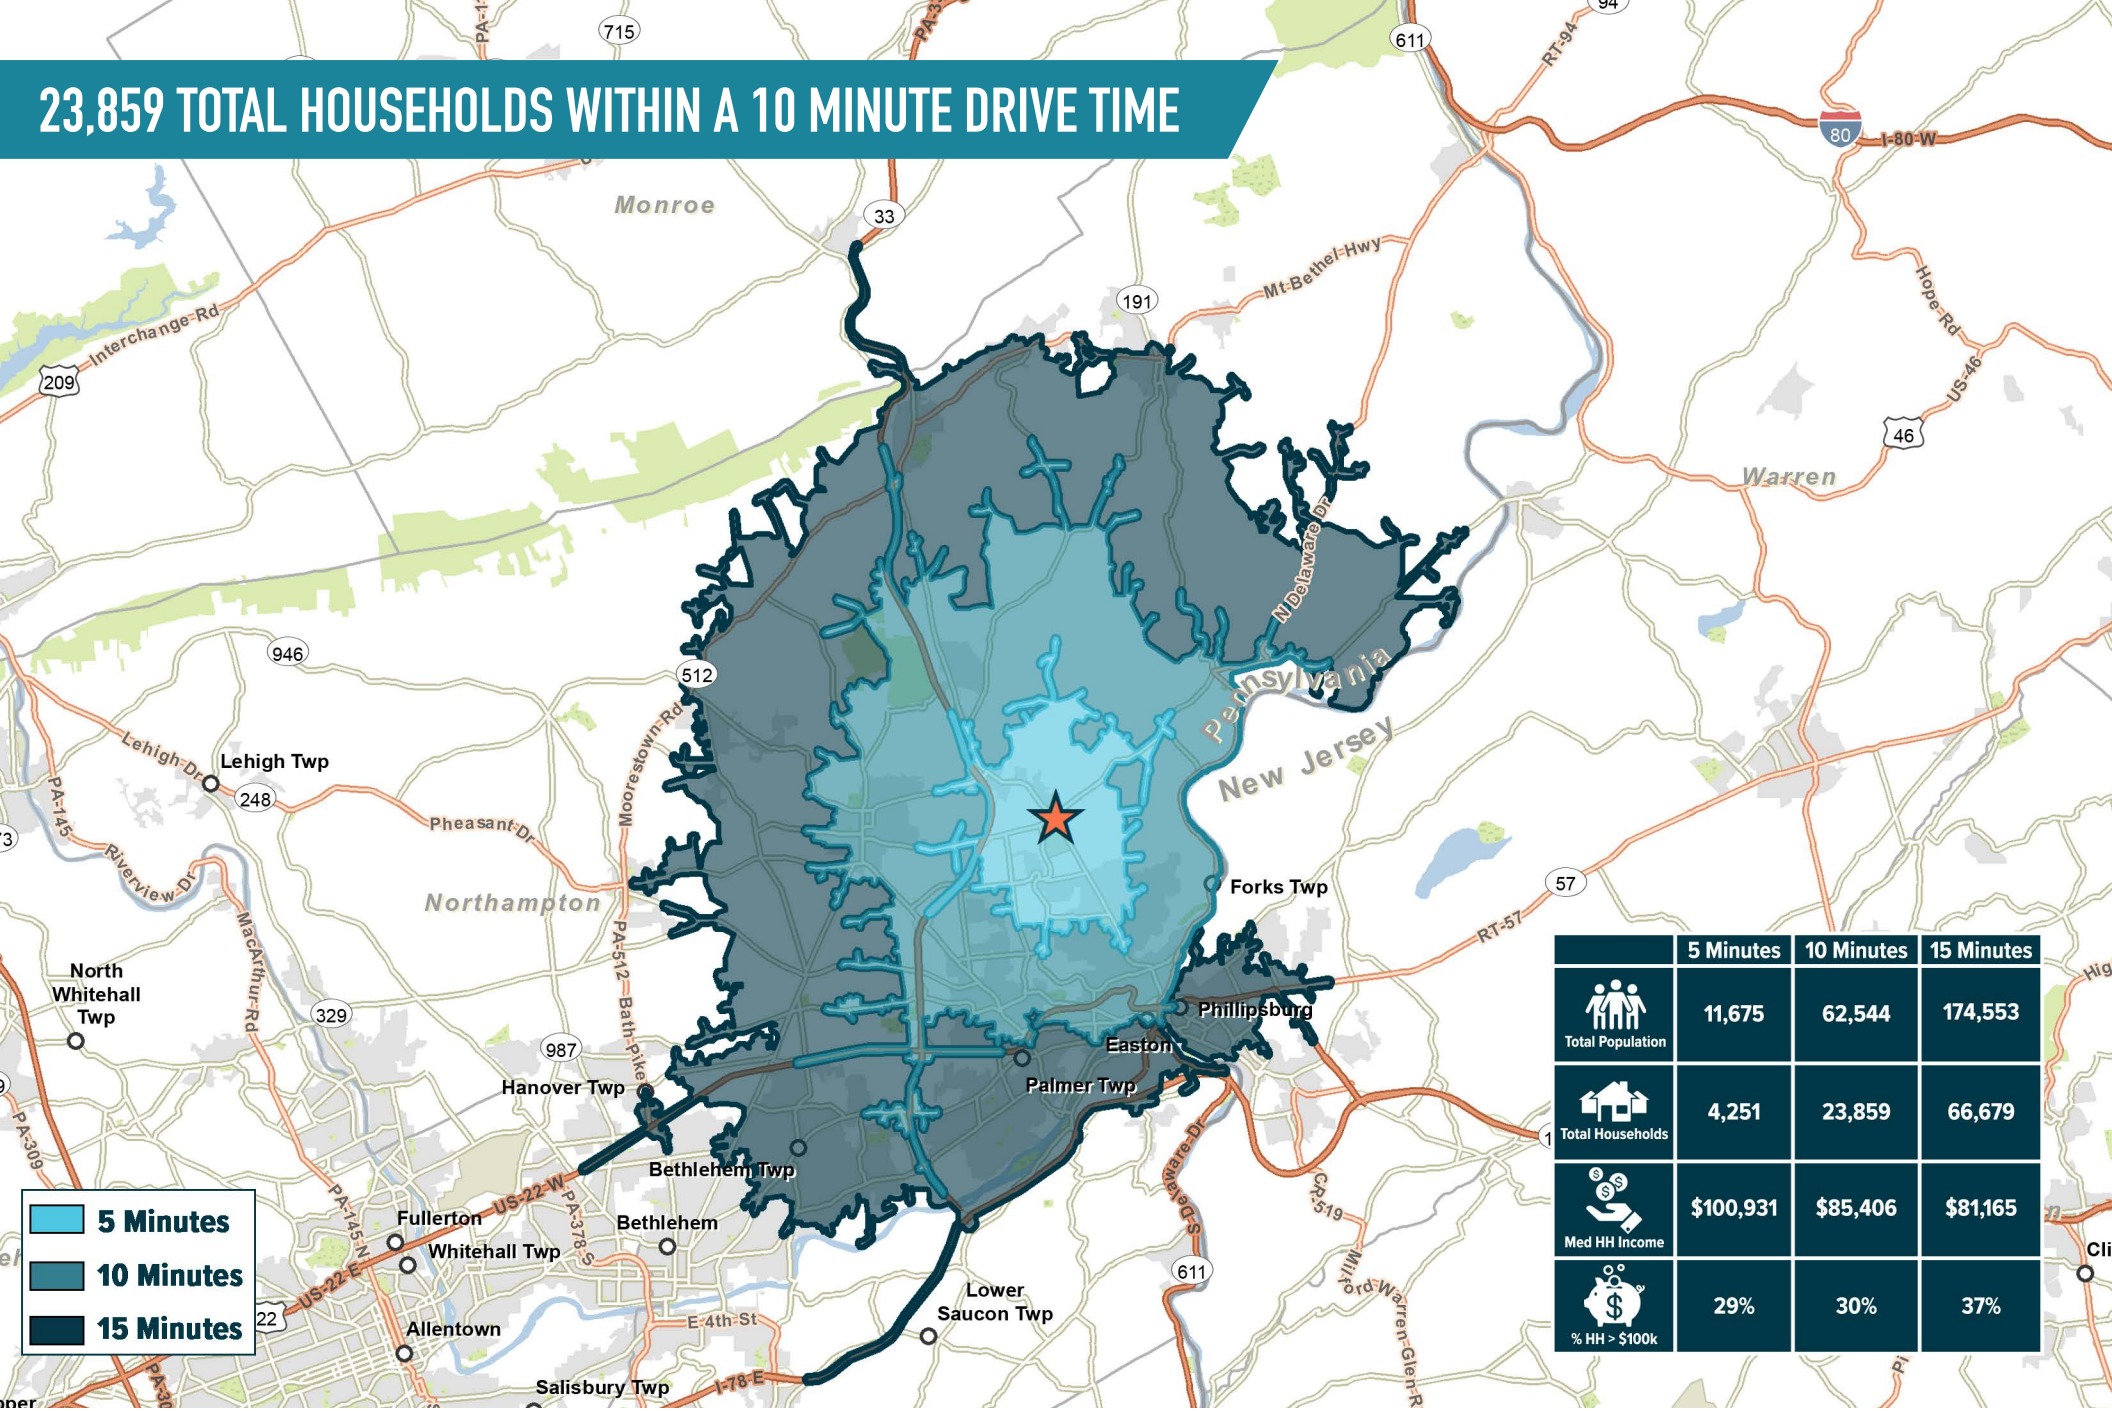 94
715
PA-33
611
RT-94
23,859 TOTAL HOUSEHOLDS WITHIN A 10 MINUTE DRIVE TIME
80
I-80-W
Monroe
33
Mt-Bethel-Hwy
191
Hope-Rd
Interchange-Rd
209
US-46
46
Warren
N Delaware Dr
946
512
Pennsylvania
New Jersey
Moorestown-Rd
Lehigh-Dr
Lehigh Twp
248
PA-145
Pheasant-Dr
Riverview-Dr
Forks Twp
57
Northampton
RT-57
MacArthur-Rd
PA-512
Bath-Pike
North
Whitehall
Twp
329
987
Phillipsburg
Easton
Hanover Twp
Palmer Twp
PA-309
S-Delaware-Dr
Bethlehem Twp
US-22-W
PA-378 S
PA-145 N
CR-519
Fullerton
Bethlehem
Whitehall Twp
US-22-E
22
611
Milford-Warren-Glen-R
Lower
Saucon Twp
E-4th-St
Allentown
Salisbury Twp
I-78-E
5 Minutes
10 Minutes
15 Minutes
5 Minutes 10 Minutes 15 Minutes
Total Population 11,675 62,544 174,553
Total Households 4,251 23,859 66,679
Med HH Income $100,931 $85,406 $81,165
% HH > $100k 29% 30% 37%